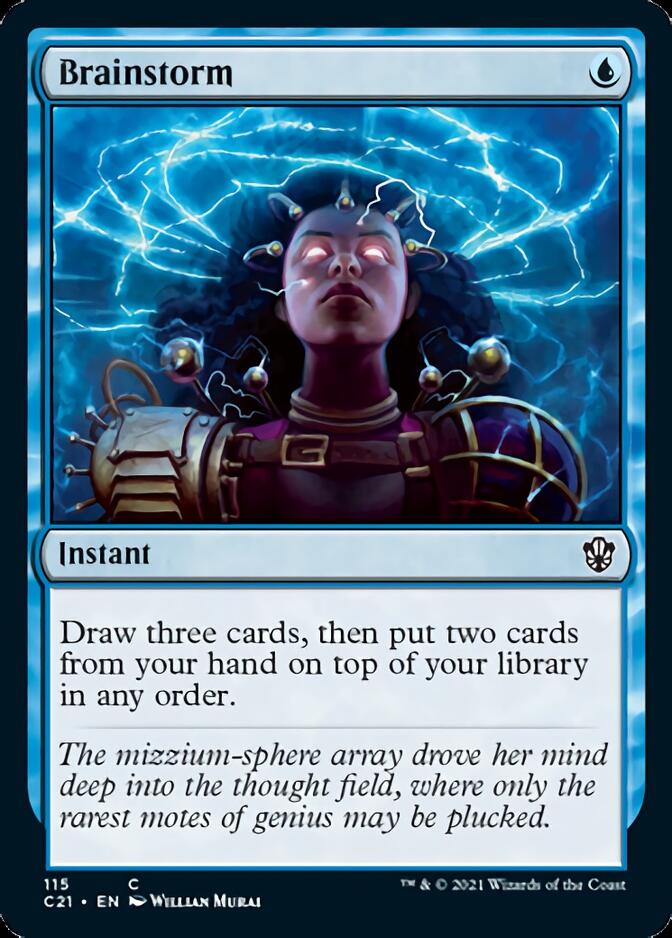 Brainstorm
Instant
Draw three cards, then put two cards
from your hand on top of your library
in any order.
The mizzium-sphere array drove her mind
deep into the thought field, where only the
rarest motes of genius may be plucked.
115 C
C21 • EN Willian Murai
™ & © 2021 Wizards of the Coast